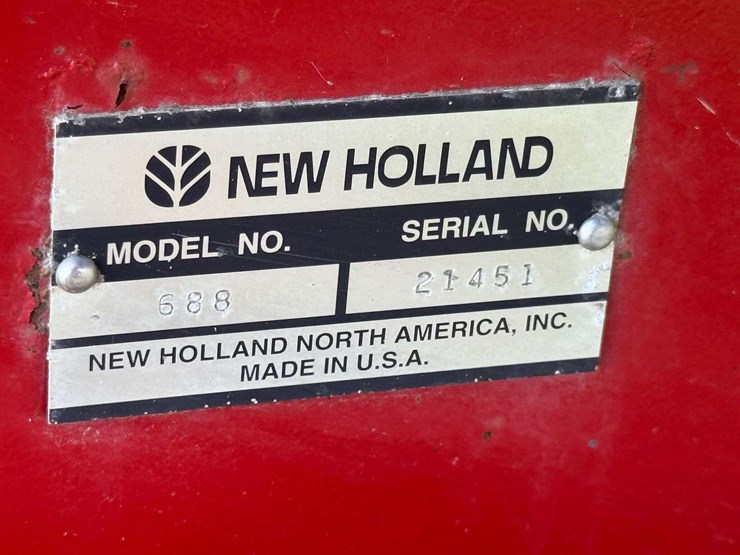 NEW HOLLAND
MODEL NO. SERIAL NO.
688 21451
NEW HOLLAND NORTH AMERICA, INC.
MADE IN U.S.A.